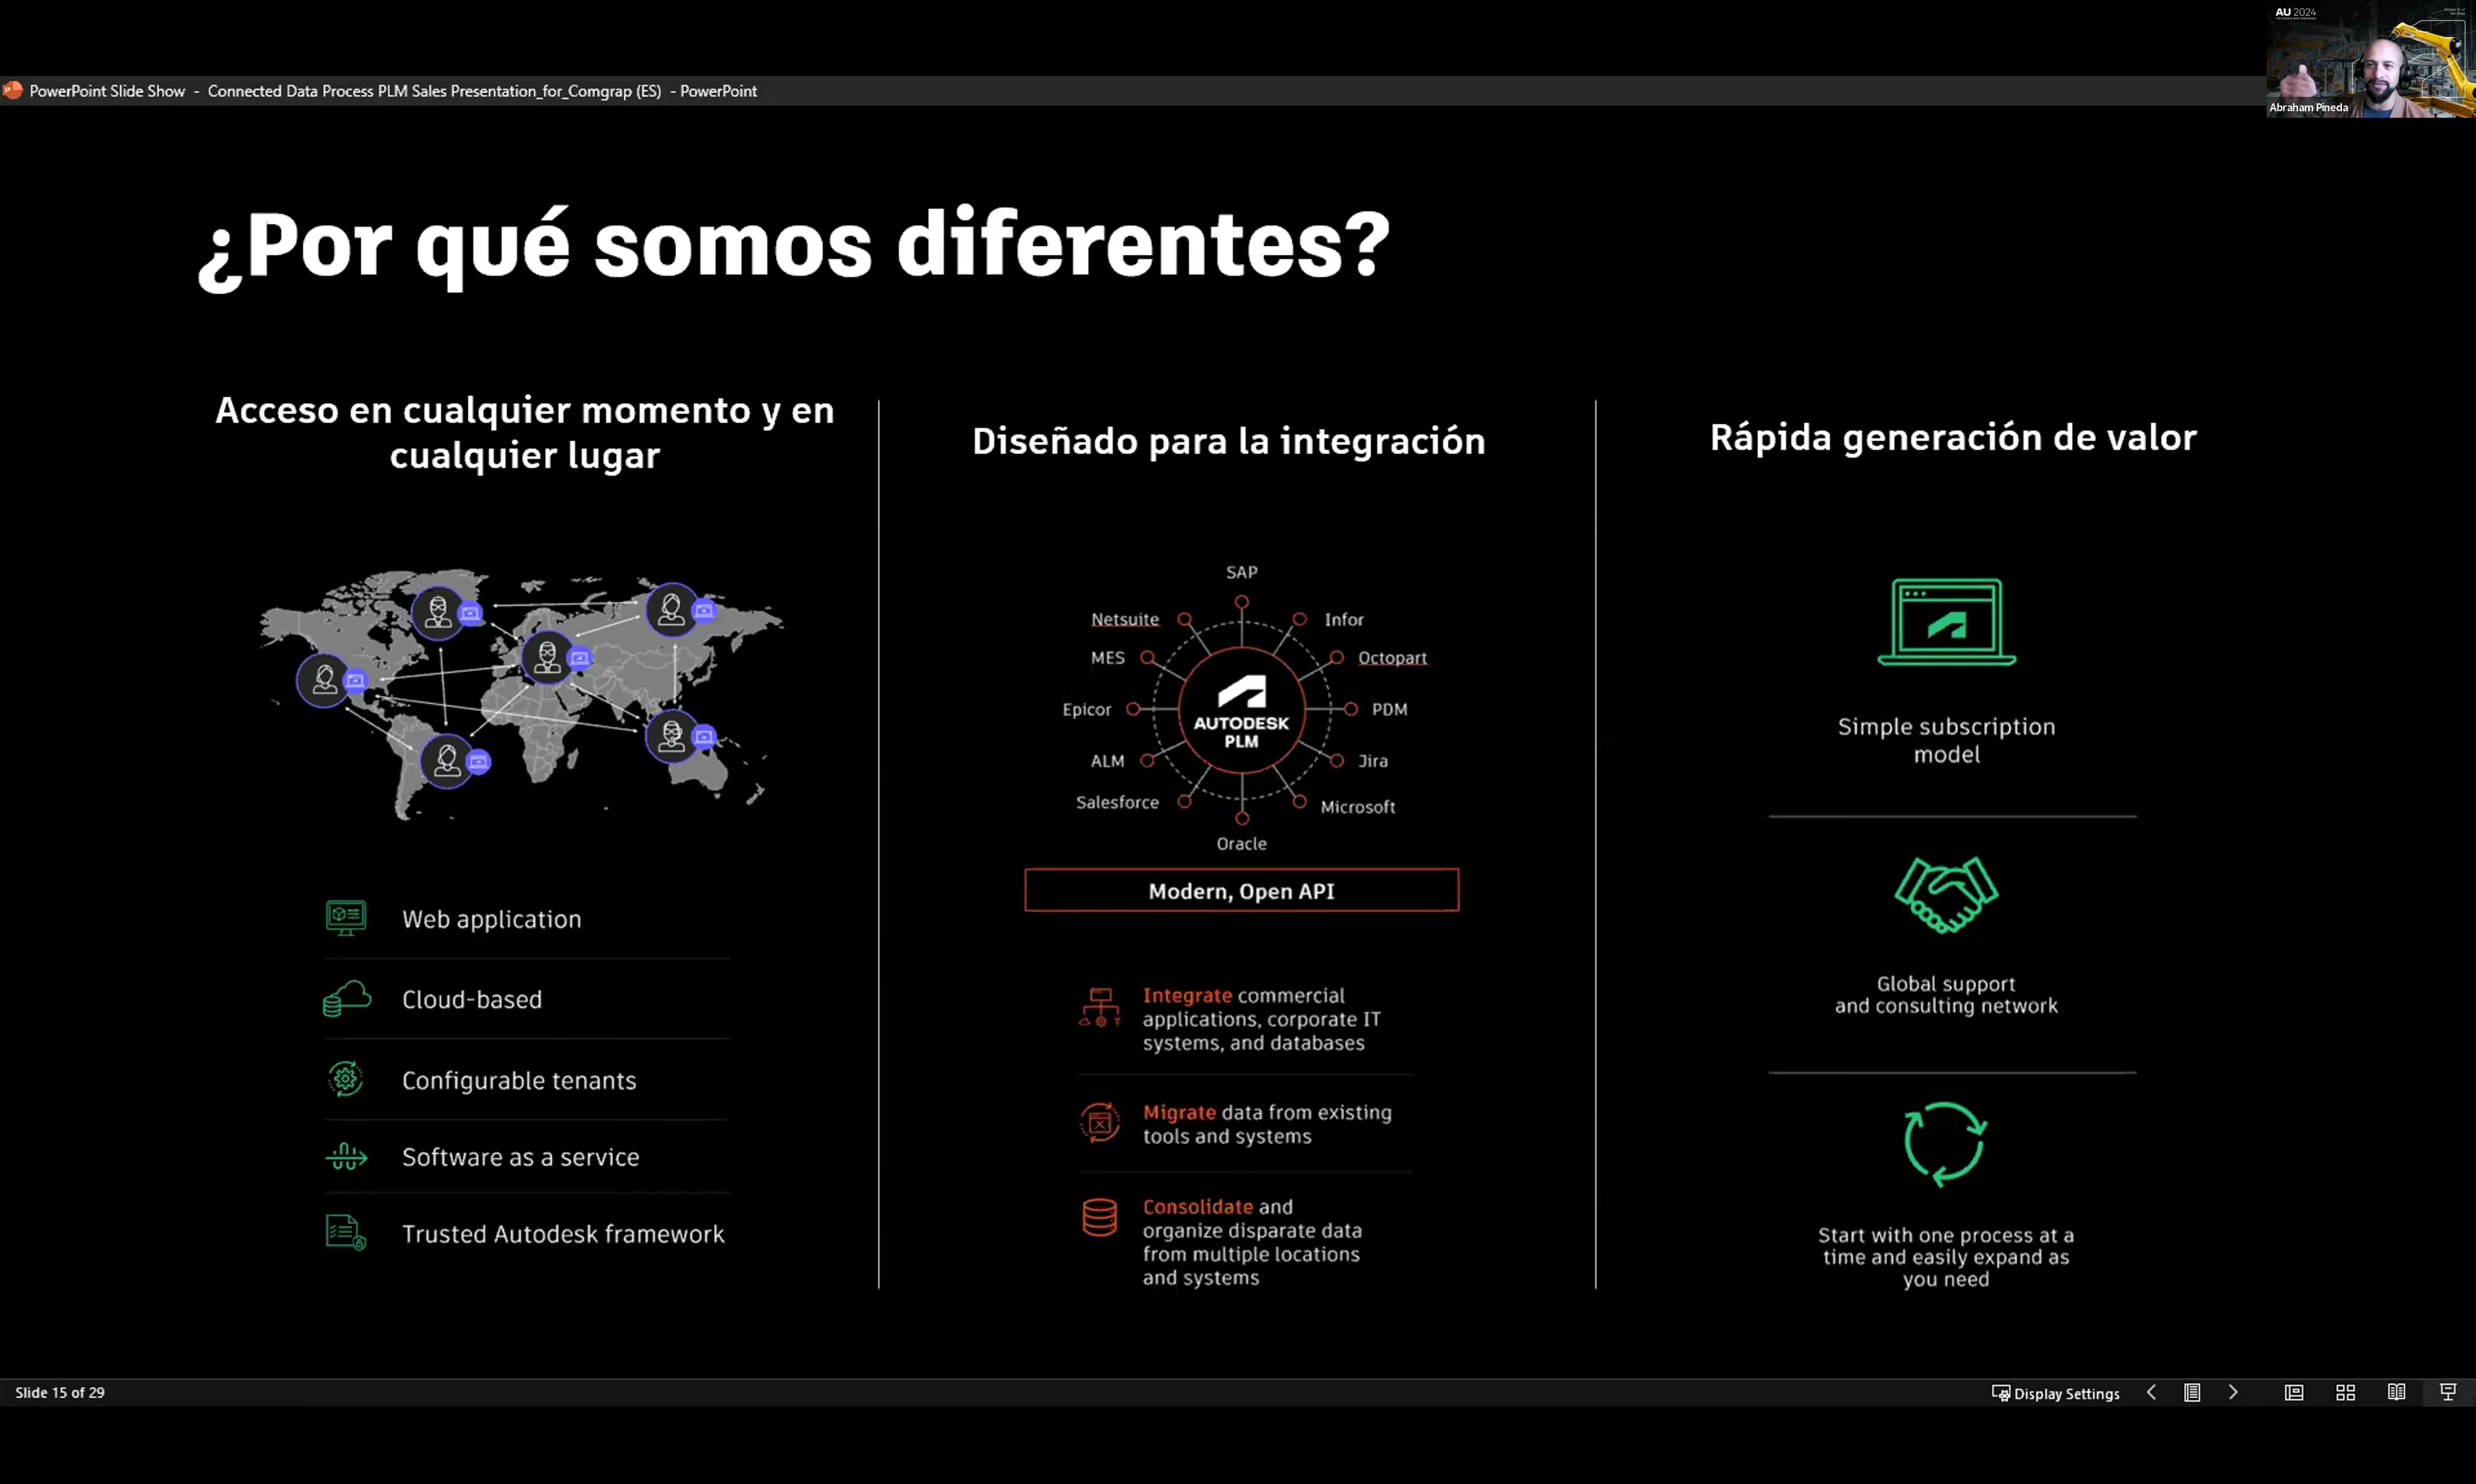 AU 2024
Abraham Pineda
PowerPoint Slide Show - Connected Data Process PLM Sales Presentation_for_Comgrap (ES) - PowerPoint
¿Por qué somos diferentes?
Acceso en cualquier momento y en
cualquier lugar
Web application
Cloud-based
Configurable tenants
Software as a service
Trusted Autodesk framework
Diseñado para la integración
SAP
Netsuite
Infor
MES
Octopart
Epicor
AUTODESK
PLM
PDM
ALM
Jira
Salesforce
Microsoft
Oracle
Modern, Open API
Integrate commercial
applications, corporate IT
systems, and databases
Migrate data from existing
tools and systems
Consolidate and
organize disparate data
from multiple locations
and systems
Rápida generación de valor
Simple subscription
model
Global support
and consulting network
Start with one process at a
time and easily expand as
you need
Slide 15 of 29
Display Settings